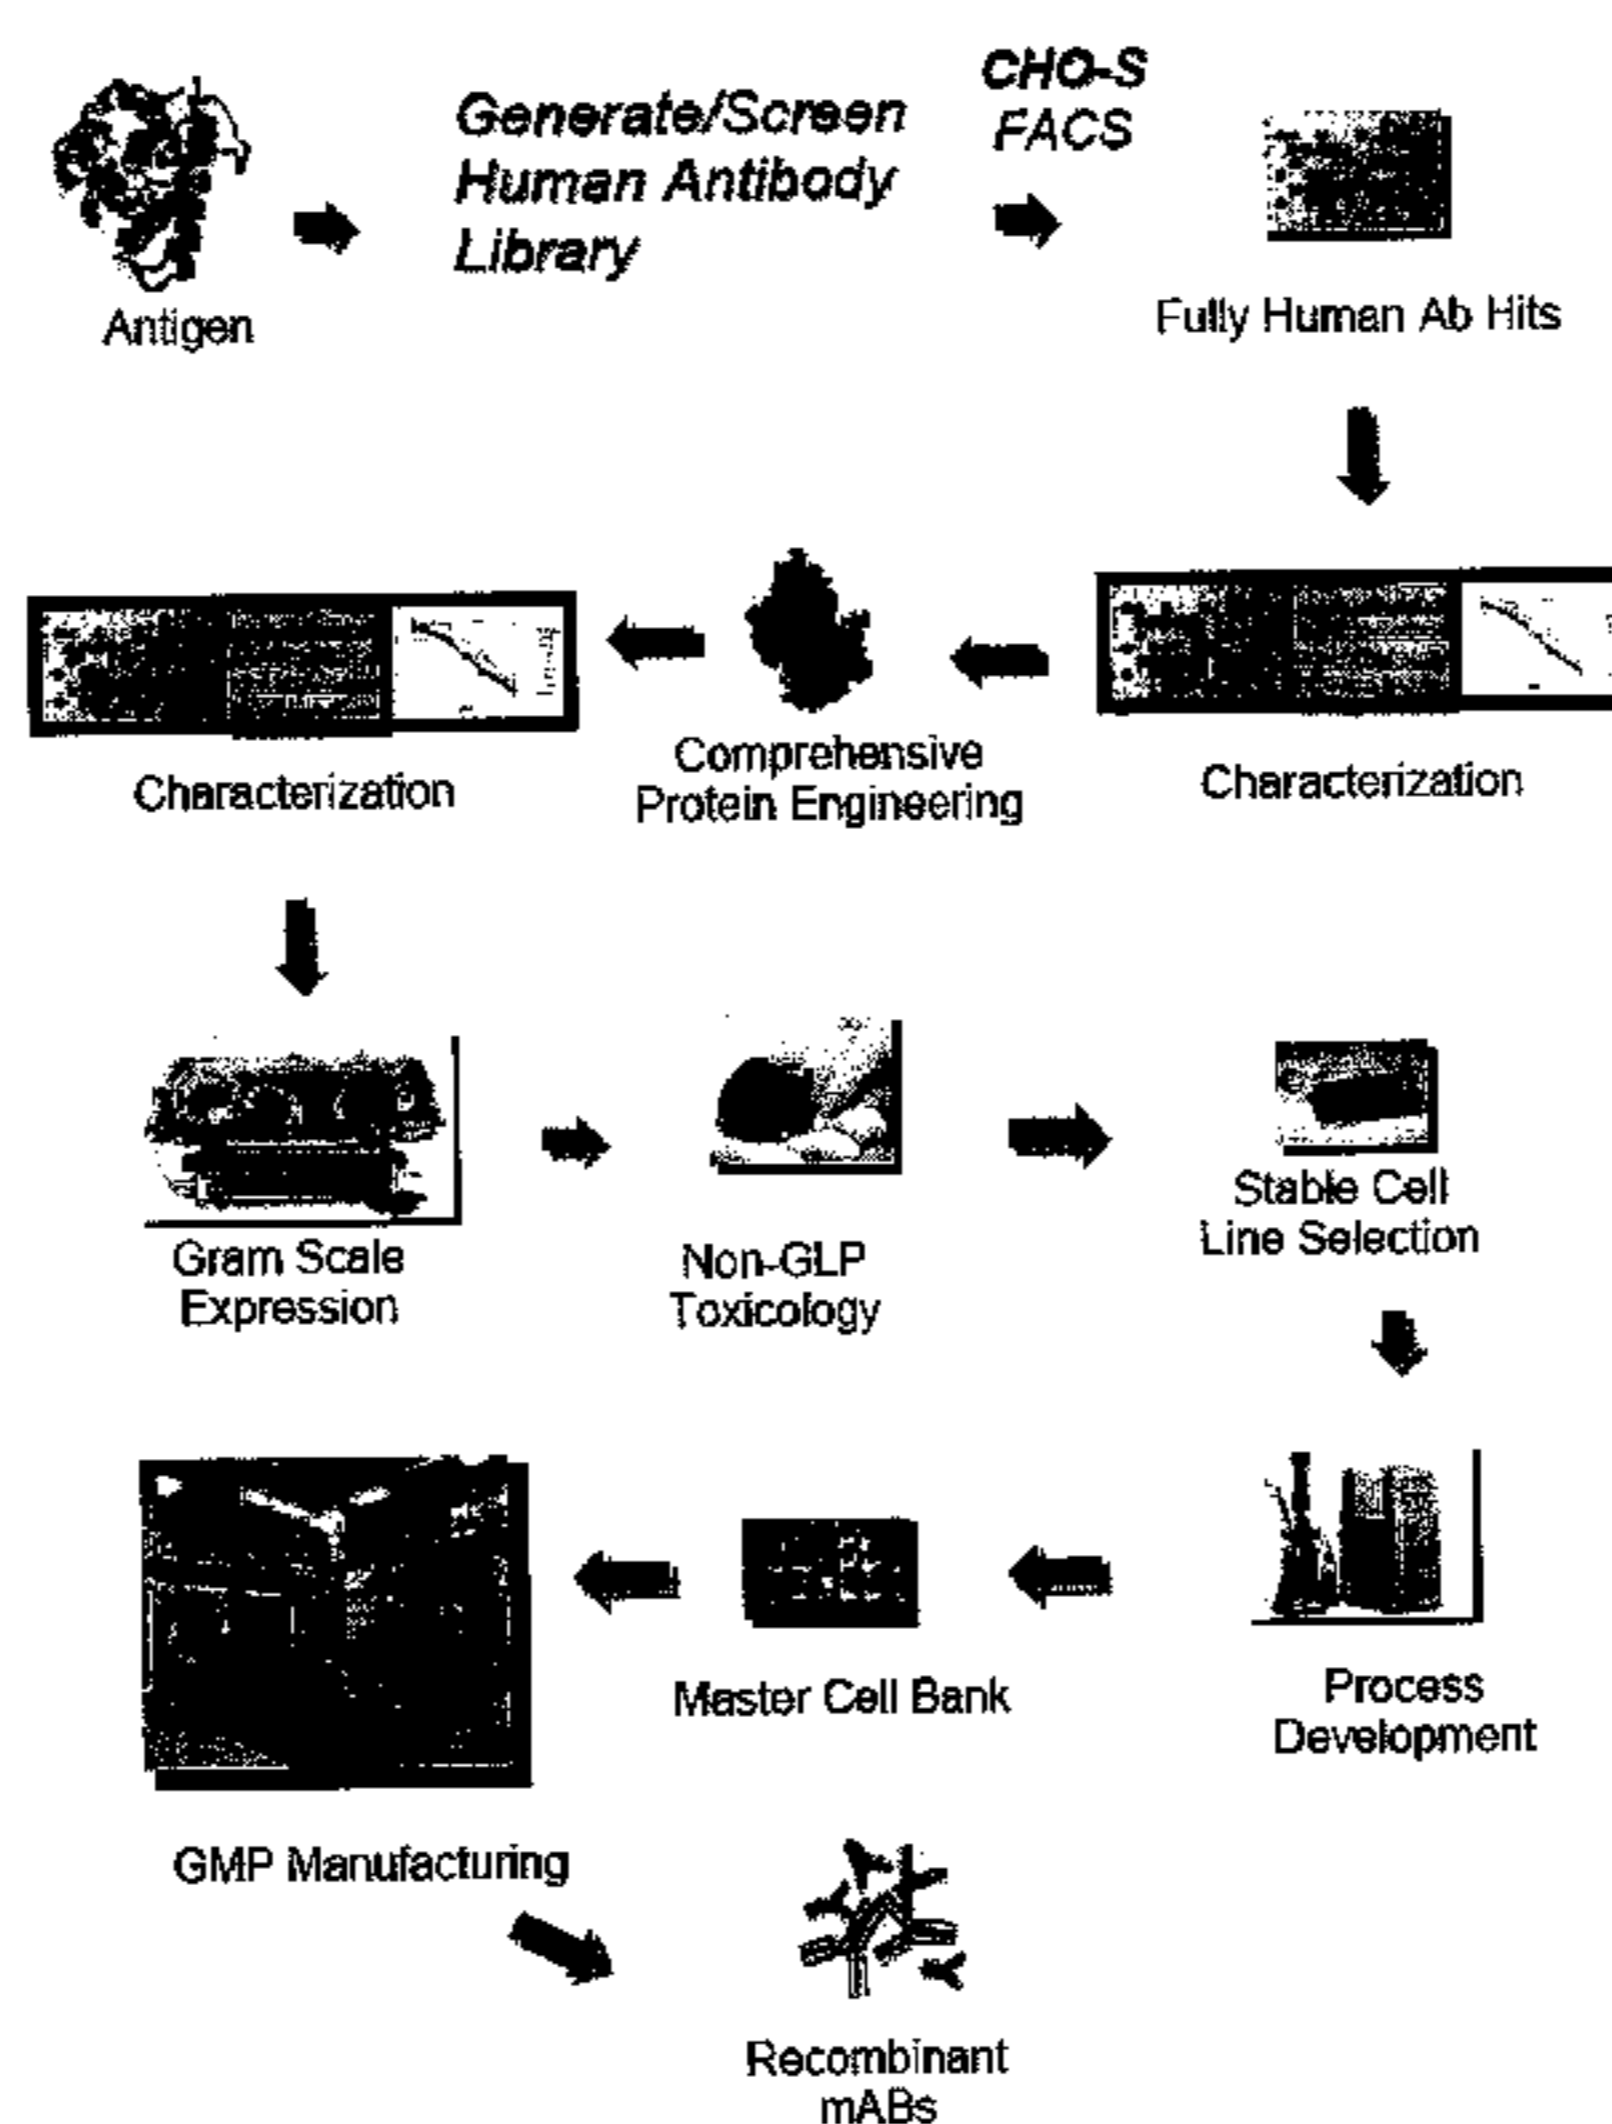 CHO-S
Generate/Screen
FACS
Human Antibody
Library
Antigen
Fully Human Ab Hits
Characterization
Comprehensive
Protein Engineering
Characterization
Gram Scale
Expression
Non-GLP
Toxicology
Stable Cell
Line Selection
Process
Development
Master Cell Bank
GMP Manufacturing
Recombinant
mABs